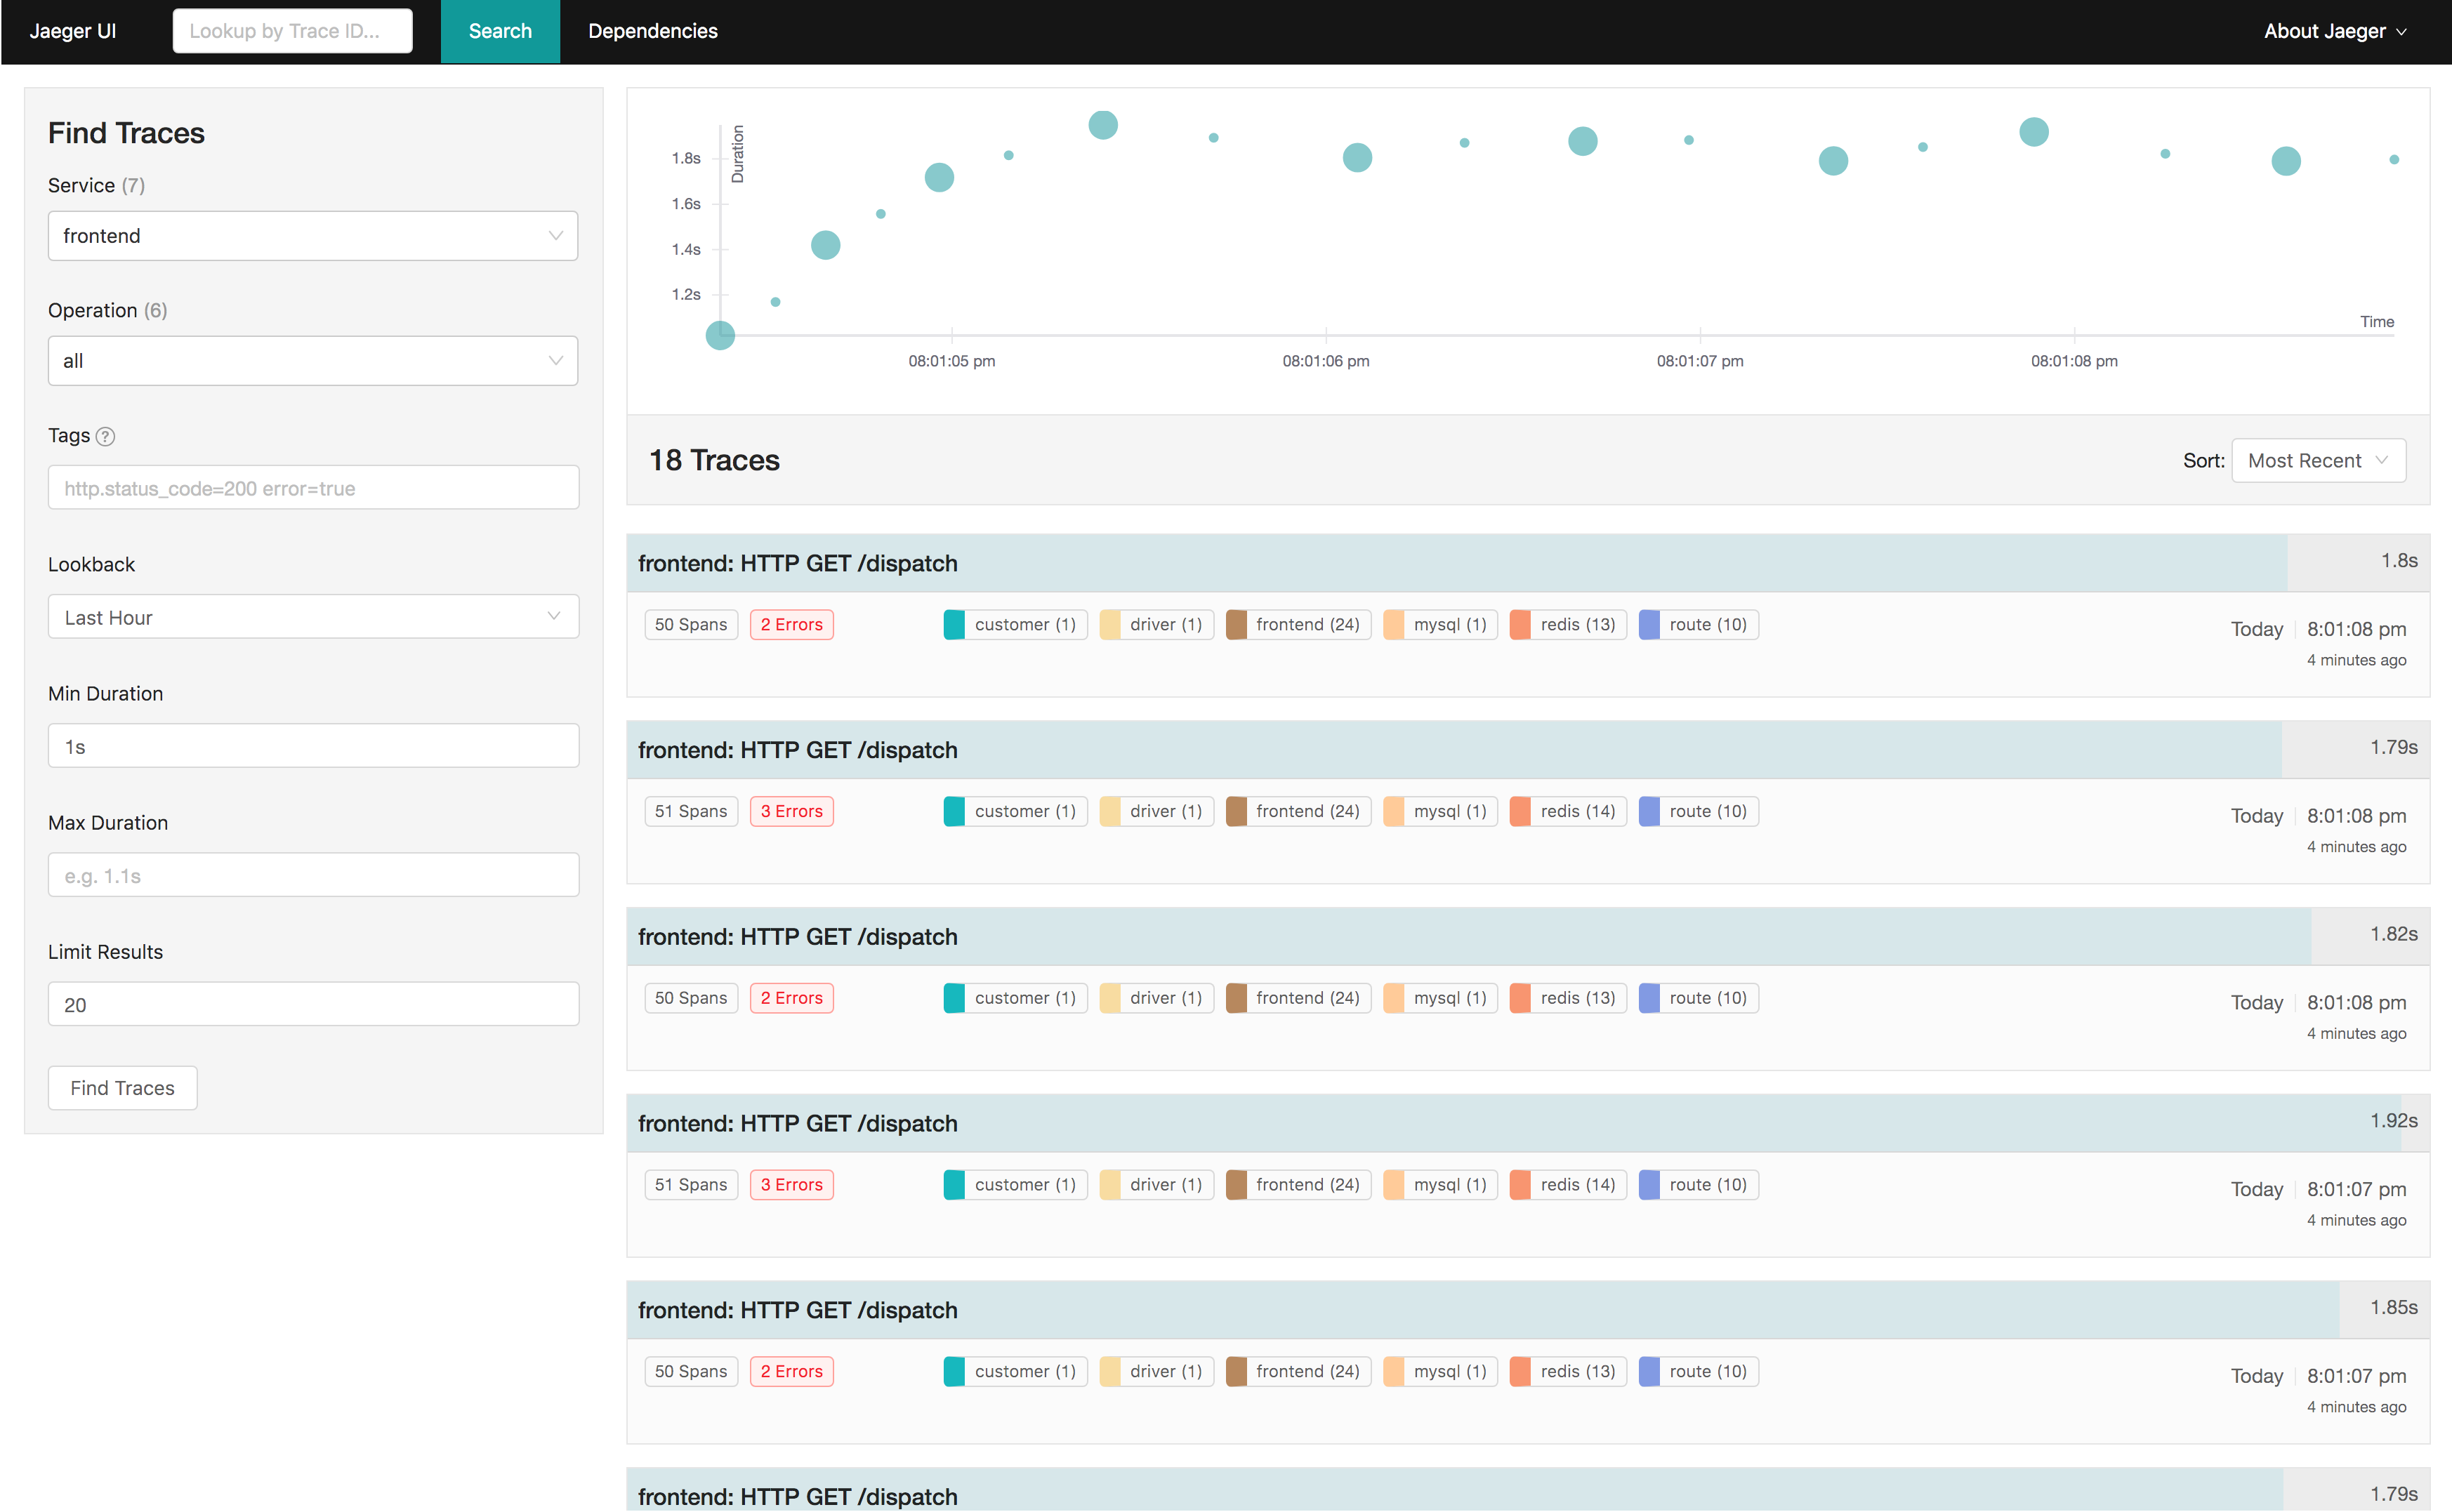 Jaeger UI
Lookup by Trace ID...
Search
Dependencies
About Jaeger
Find Traces
Service (7)
frontend
Operation (6)
all
Tags ?
http.status_code=200 error=true
Lookback
Last Hour
Min Duration
1s
Max Duration
e.g. 1.1s
Limit Results
20
Find Traces
Duration
1.8s
1.6s
1.4s
1.2s
Time
08:01:05 pm 08:01:06 pm 08:01:07 pm 08:01:08 pm
18 Traces
Sort: Most Recent
frontend: HTTP GET /dispatch 1.8s
50 Spans 2 Errors customer (1) driver (1) frontend (24) mysql (1) redis (13) route (10) Today 8:01:08 pm
4 minutes ago
frontend: HTTP GET /dispatch 1.79s
51 Spans 3 Errors customer (1) driver (1) frontend (24) mysql (1) redis (14) route (10) Today 8:01:08 pm
4 minutes ago
frontend: HTTP GET /dispatch 1.82s
50 Spans 2 Errors customer (1) driver (1) frontend (24) mysql (1) redis (13) route (10) Today 8:01:08 pm
4 minutes ago
frontend: HTTP GET /dispatch 1.92s
51 Spans 3 Errors customer (1) driver (1) frontend (24) mysql (1) redis (14) route (10) Today 8:01:07 pm
4 minutes ago
frontend: HTTP GET /dispatch 1.85s
50 Spans 2 Errors customer (1) driver (1) frontend (24) mysql (1) redis (13) route (10) Today 8:01:07 pm
4 minutes ago
frontend: HTTP GET /dispatch 1.79s